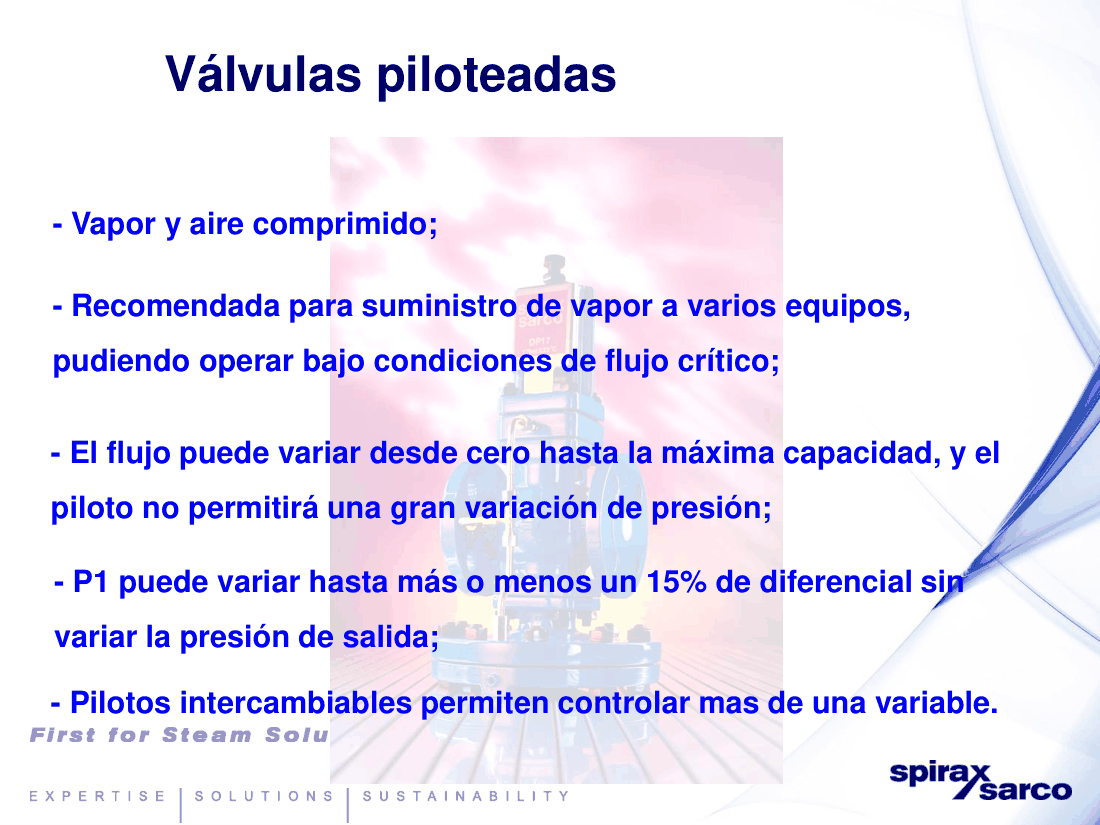 Válvulas piloteadas
- Vapor y aire comprimido;
- Recomendada para suministro de vapor a varios equipos,
pudiendo operar bajo condiciones de flujo crítico;
- El flujo puede variar desde cero hasta la máxima capacidad, y el
piloto no permitirá una gran variación de presión;
- P1 puede variar hasta más o menos un 15% de diferencial sin
variar la presión de salida;
- Pilotos intercambiables permiten controlar mas de una variable.
First for Steam Solu
EXPERTISE SOLUTIONS SUSTAINABILITY
spirax
sarco